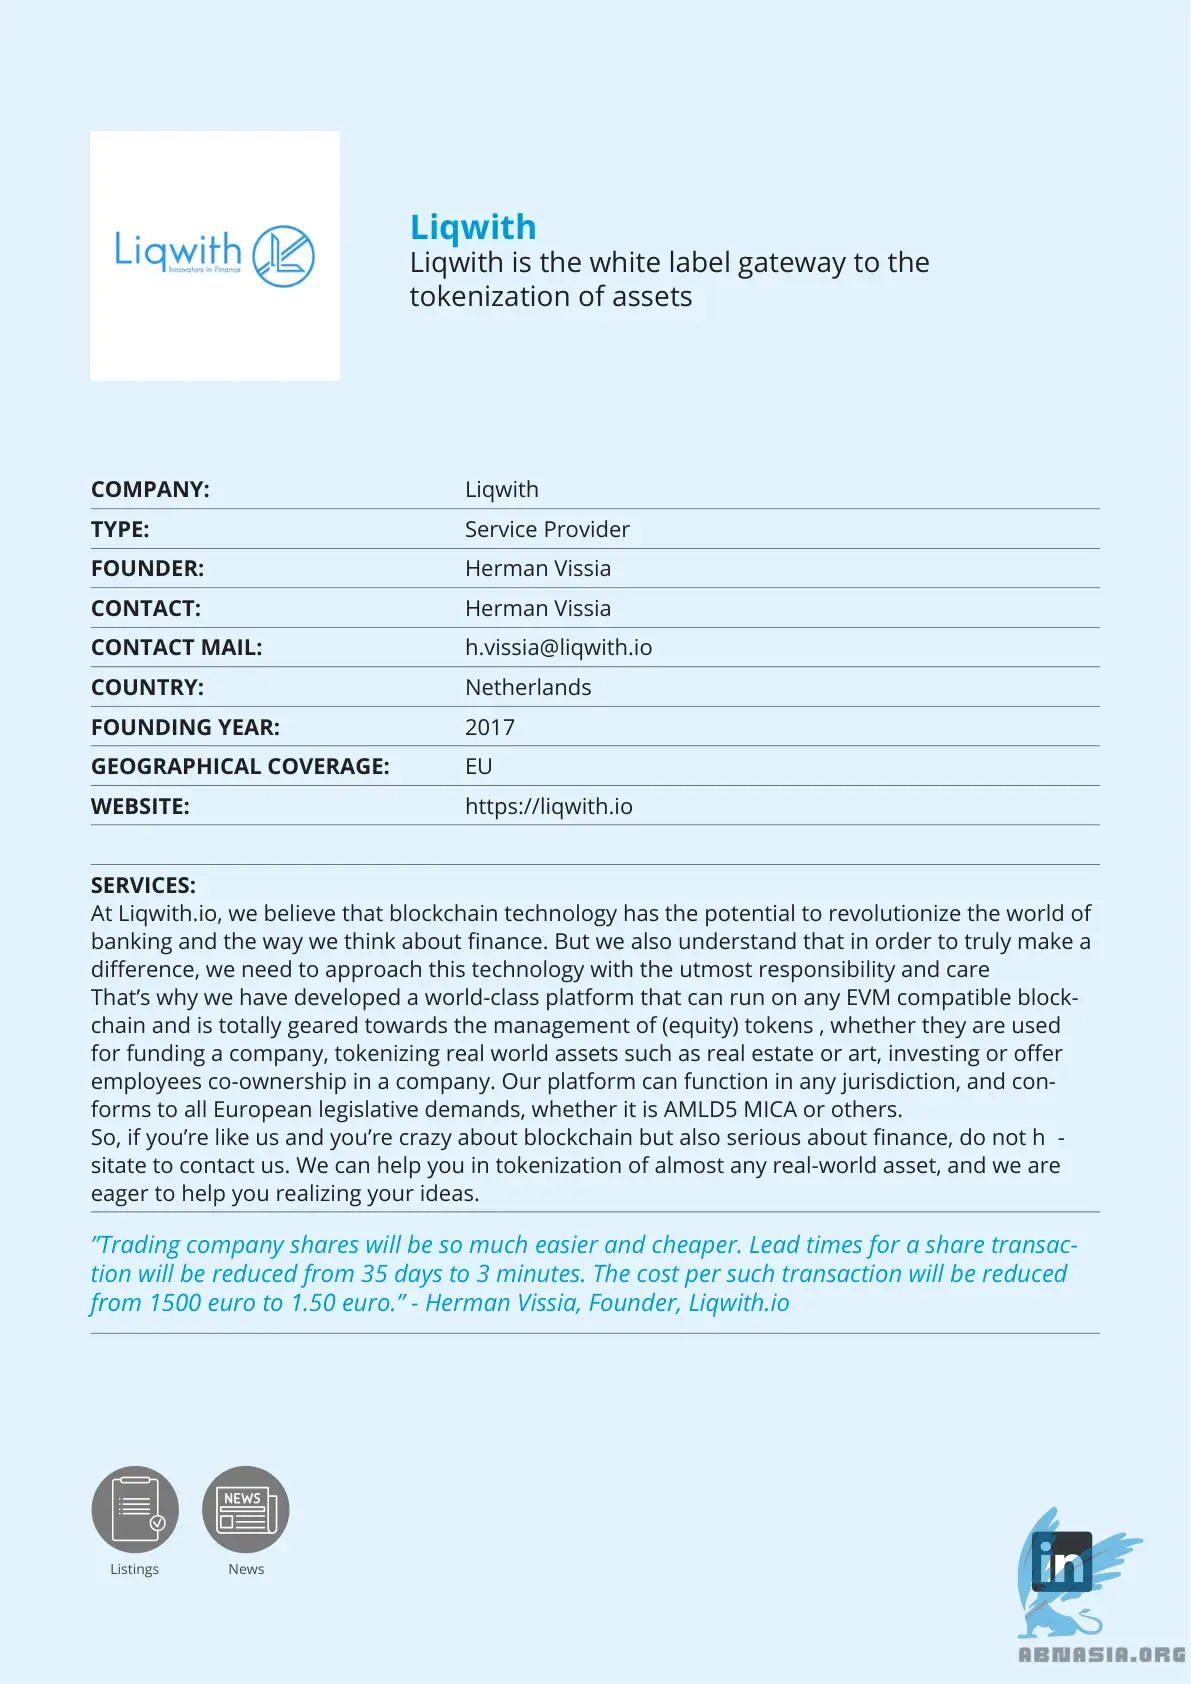 Liqwith
Innovators in Finance
Liqwith
Liqwith is the white label gateway to the
tokenization of assets
COMPANY: Liqwith
TYPE: Service Provider
FOUNDER: Herman Vissia
CONTACT: Herman Vissia
CONTACT MAIL: h.vissia@liqwith.io
COUNTRY: Netherlands
FOUNDING YEAR: 2017
GEOGRAPHICAL COVERAGE: EU
WEBSITE: https://liqwith.io
SERVICES:
At Liqwith.io, we believe that blockchain technology has the potential to revolutionize the world of
banking and the way we think about finance. But we also understand that in order to truly make a
difference, we need to approach this technology with the utmost responsibility and care
That’s why we have developed a world-class platform that can run on any EVM compatible block-
chain and is totally geared towards the management of (equity) tokens , whether they are used
for funding a company, tokenizing real world assets such as real estate or art, investing or offer
employees co-ownership in a company. Our platform can function in any jurisdiction, and con-
forms to all European legislative demands, whether it is AMLD5 MICA or others.
So, if you’re like us and you’re crazy about blockchain but also serious about finance, do not h -
sitate to contact us. We can help you in tokenization of almost any real-world asset, and we are
eager to help you realizing your ideas.
”Trading company shares will be so much easier and cheaper. Lead times for a share transac-
tion will be reduced from 35 days to 3 minutes. The cost per such transaction will be reduced
from 1500 euro to 1.50 euro.” - Herman Vissia, Founder, Liqwith.io
NEWS
Listings News
in
ABNASIA.ORG